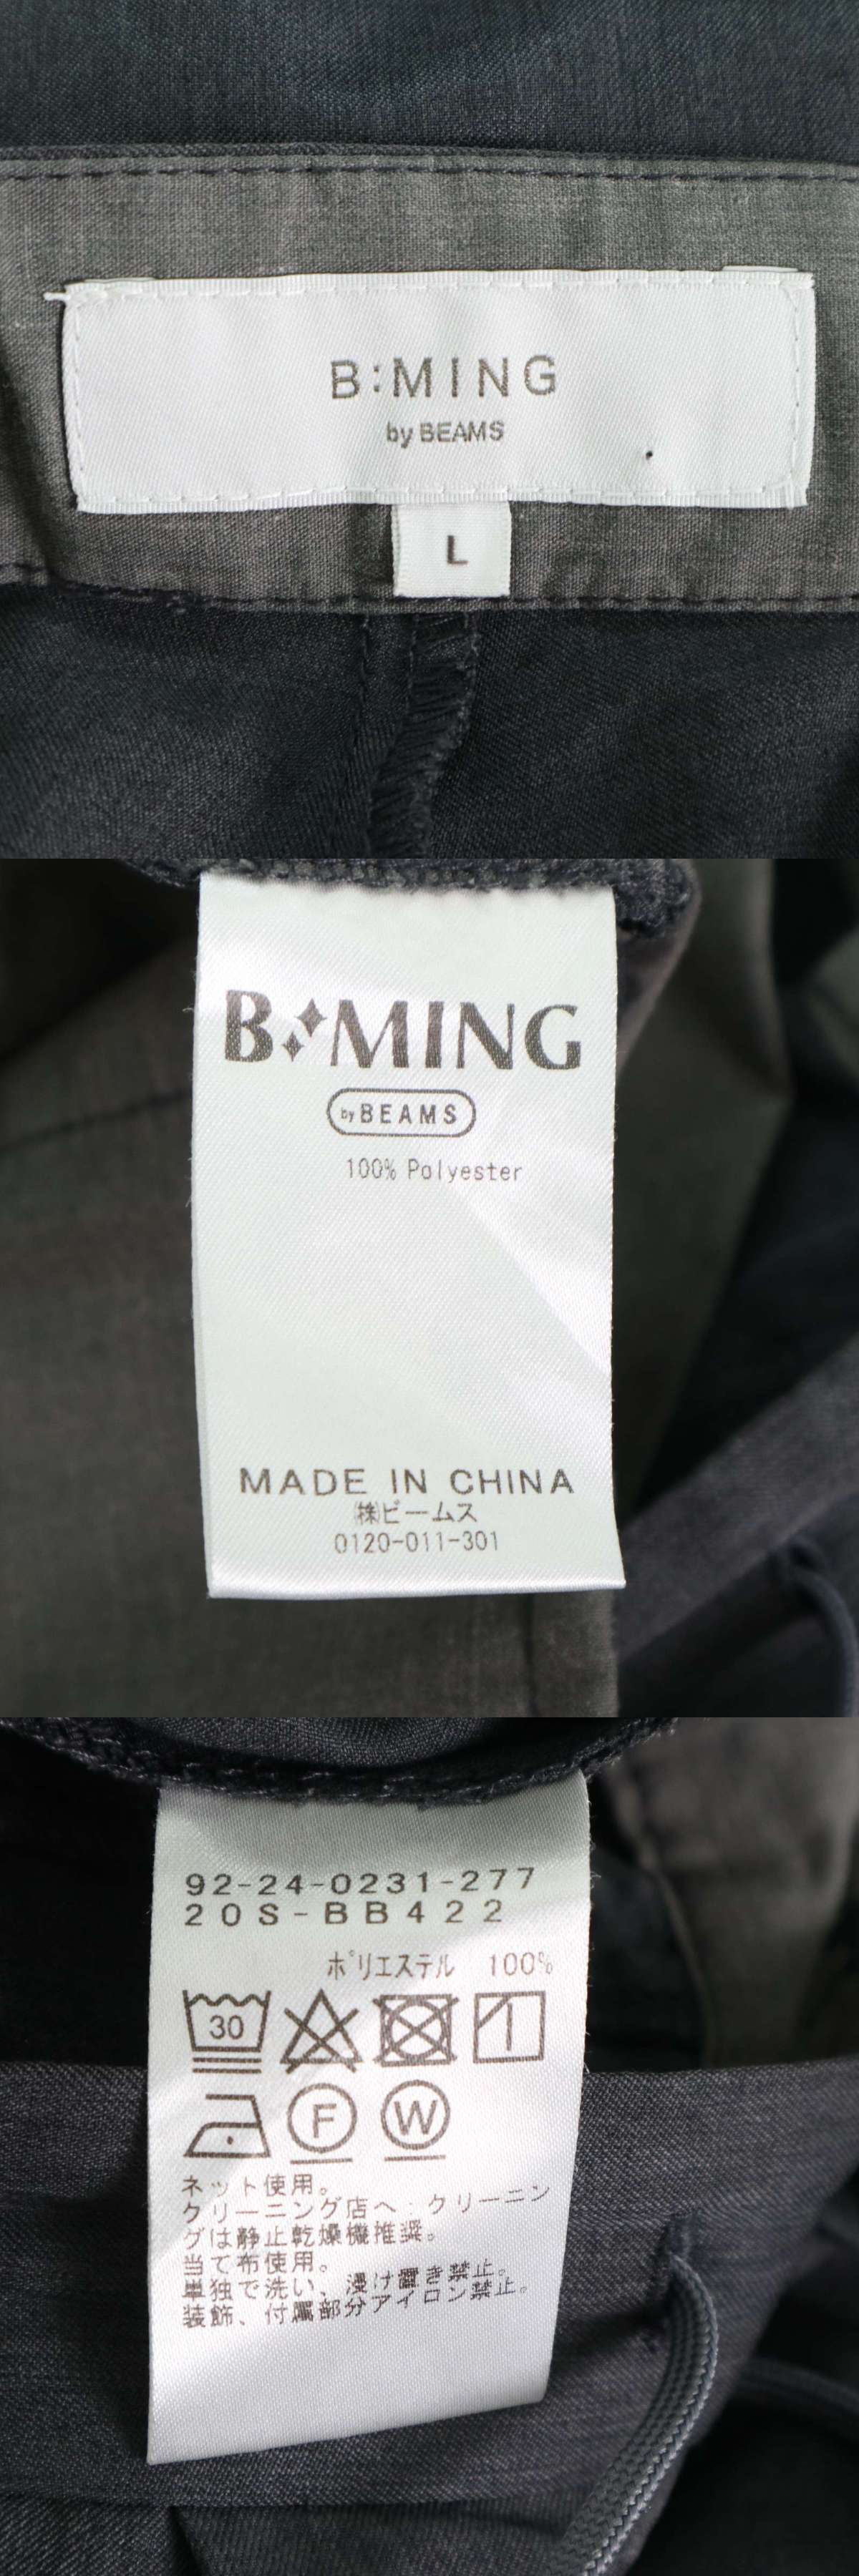 B:MING
by BEAMS
L
B MING
by BEAMS
100% Polyester
MADE IN CHINA
㈱ビームス
0120-011-301
92-24-0231-277
20S-BB422
ポリエステル 100%
30
F W
ネット使用。
クリーニング店へ・クリーニン
グは静止乾燥機推奨。
当て布使用。
単独で洗い、浸け置き禁止。
装飾、付属部分アイロン禁止。